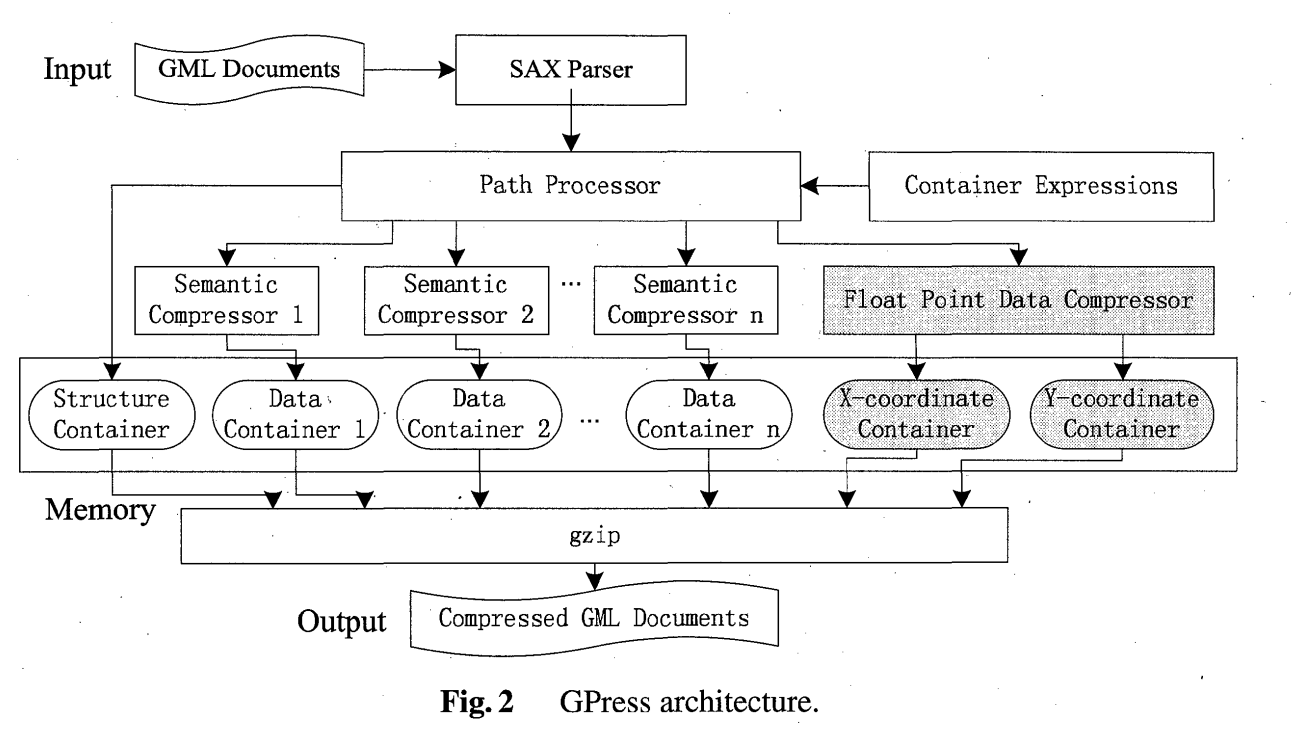 Input
GML Documents
SAX Parser
Path Processor
Container Expressions
Semantic
Compressor 1
Semantic
Compressor 2
...
Semantic
Compressor n
Float Point Data Compressor
Structure
Container
Data
Container 1
Data
Container 2
...
Data
Container n
X-coordinate
Container
Y-coordinate
Container
Memory
gzip
Output
Compressed GML Documents
Fig. 2 GPress architecture.